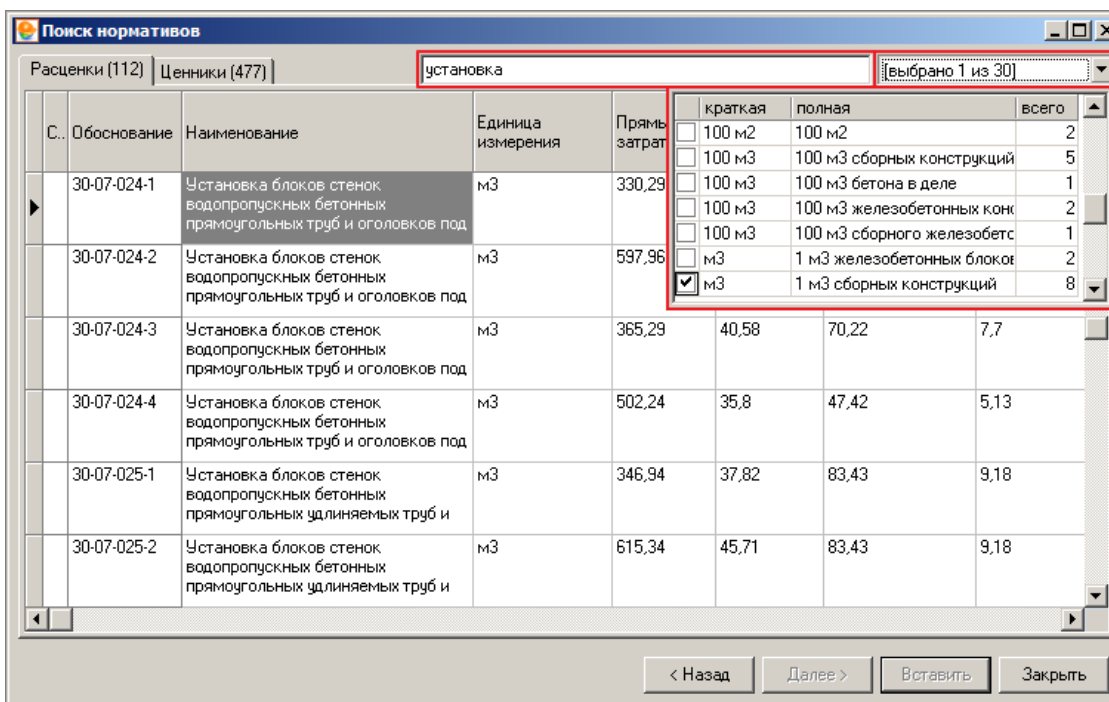 Поиск нормативов
Расценки (112) Ценники (477) установка [выбрано 1 из 30]
С.. Обоснование Наименование Единица измерения
краткая полная всего
100 м2 100 м2 2
100 м3 100 м3 сборных конструкций 5
100 м3 100 м3 бетона в деле 1
100 м3 100 м3 железобетонных
100 м3 100 м3 сборного 1
м3 1 м3 железобетонных 2
м3 1 м3 сборных конструкций 8
30-07-024-1 Установка блоков стенок м3 330,29
водопропускных бетонных
прямоугольных труб и оголовков под
30-07-024-2 Установка блоков стенок м3 597,96
водопропускных бетонных
прямоугольных труб и оголовков под
30-07-024-3 Установка блоков стенок м3 365,29 40,58 70,22 7,7
водопропускных бетонных
прямоугольных труб и оголовков под
30-07-024-4 Установка блоков стенок м3 502,24 35,8 47,42 5,13
водопропускных бетонных
прямоугольных труб и оголовков под
30-07-025-1 Установка блоков стенок м3 346,94 37,82 83,43 9,18
водопропускных бетонных
прямоугольных удлиняемых труб и
30-07-025-2 Установка блоков стенок м3 615,34 45,71 83,43 9,18
водопропускных бетонных
прямоугольных удлиняемых труб и
< Назад Далее > Вставить Закрыть